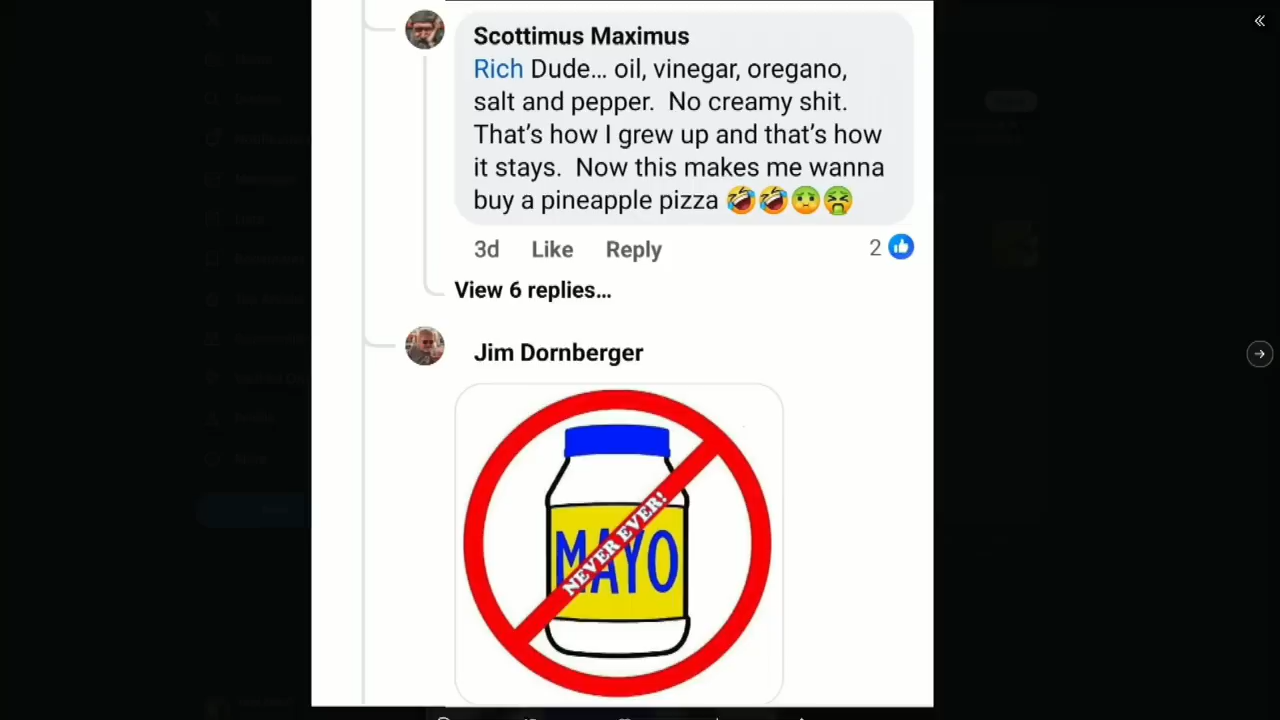 Scottimus Maximus
Rich Dude... oil, vinegar, oregano,
salt and pepper.  No creamy shit.
That's how I grew up and that's how
it stays.  Now this makes me wanna
buy a pineapple pizza 🤣🤣🤢🤮
3d Like Reply 2
View 6 replies...
Jim Dornberger
MAYO
NEVER EVER!